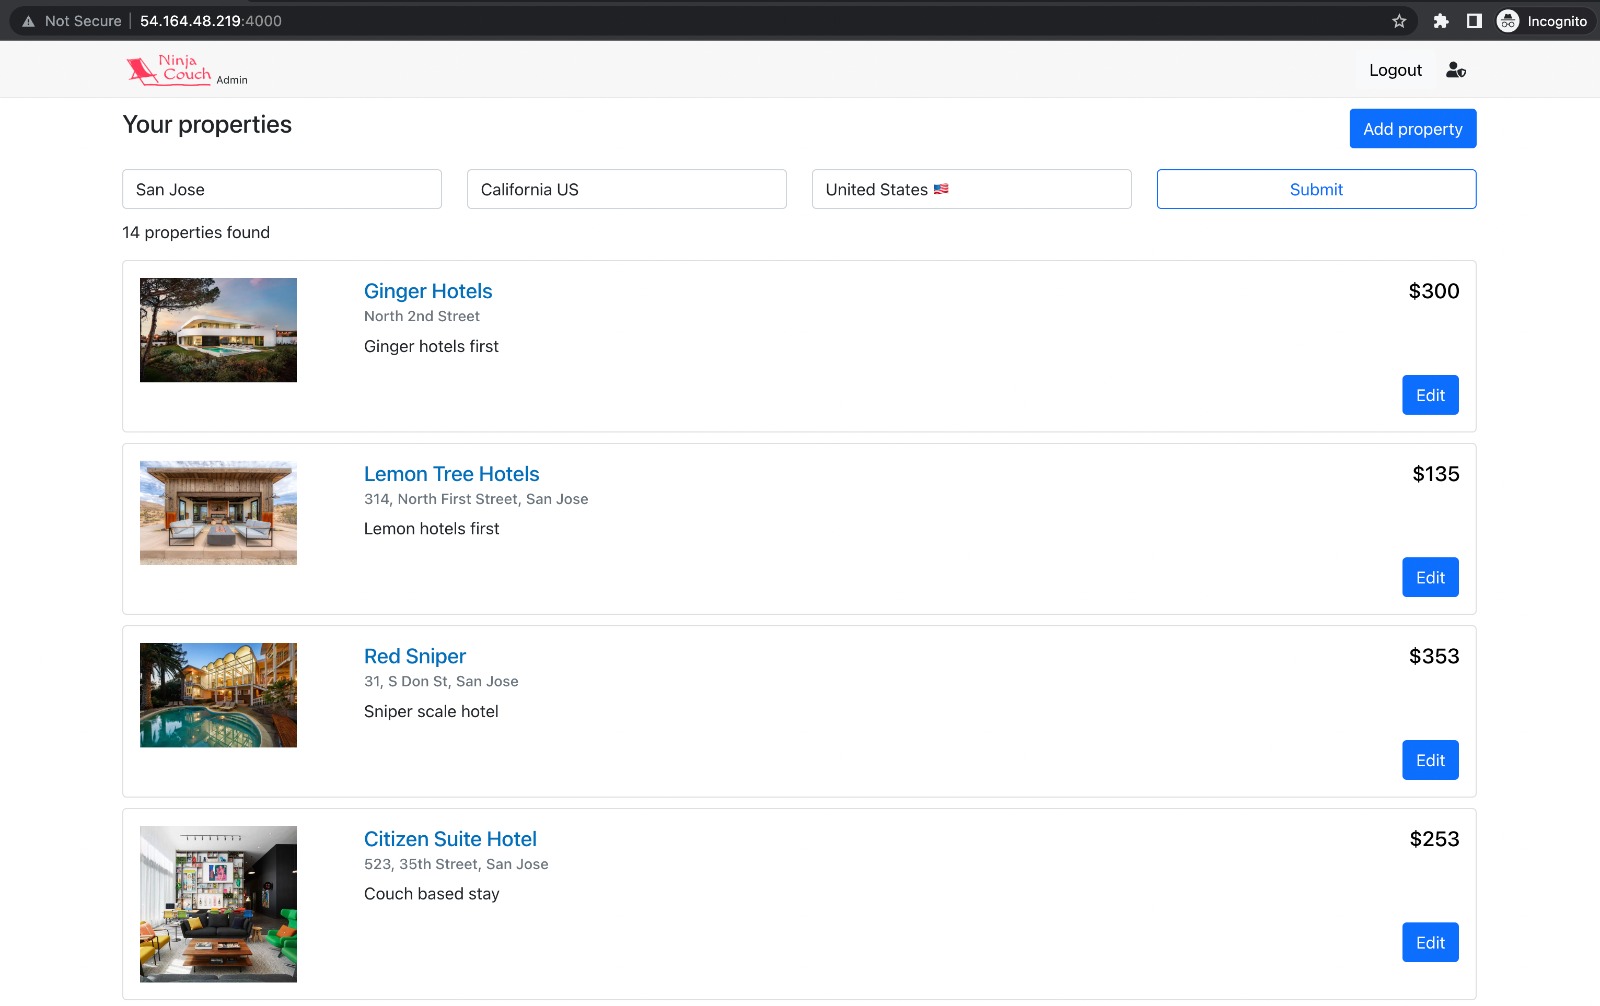 Not Secure 54.164.48.219:4000 Incognito
Ninja Couch Admin
Logout
Your properties
Add property
San Jose California US United States 🇺🇸 Submit
14 properties found
Ginger Hotels $300
North 2nd Street
Ginger hotels first
Edit
Lemon Tree Hotels $135
314, North First Street, San Jose
Lemon hotels first
Edit
Red Sniper $353
31, S Don St, San Jose
Sniper scale hotel
Edit
Citizen Suite Hotel $253
523, 35th Street, San Jose
Couch based stay
Edit